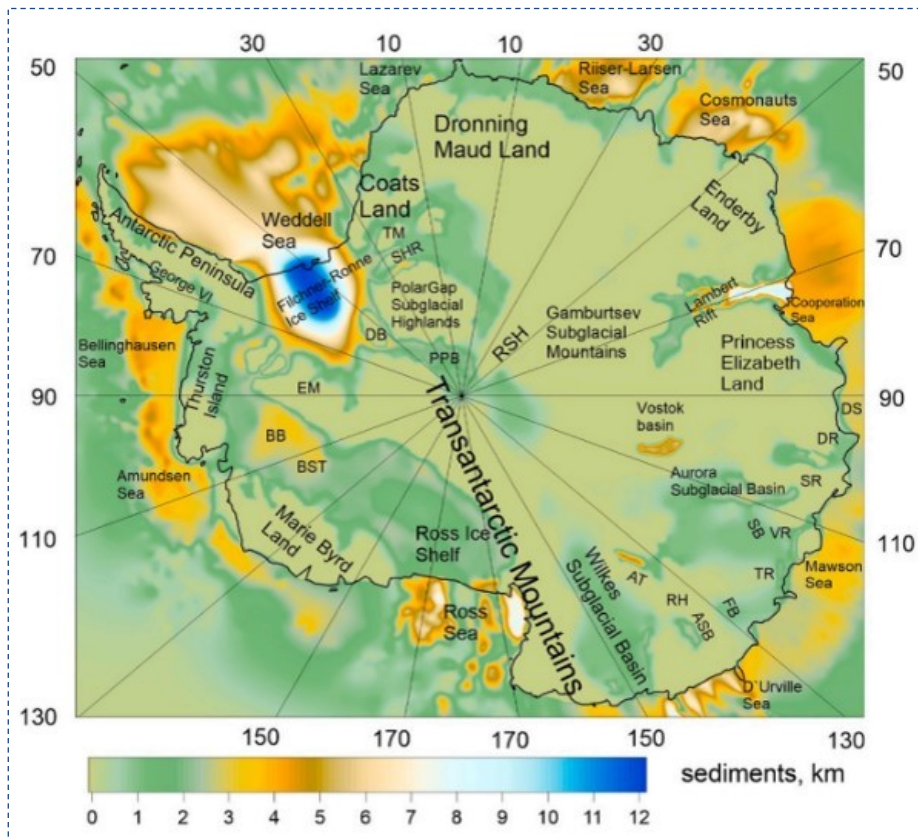 30
10
10
30
50
50
Lazarev
Sea
Riiser-Larsen
Sea
Cosmonauts
Sea
Dronning
Maud Land
Coats
Land
Enderby
Land
Weddell
Sea
TM
SHR
Antarctic Peninsula
George VI
70
70
Filchner-Ronne
Ice Shelf
PolarGap
Subglacial
Highlands
Lambert
Rift
Cooperation
Sea
DB
PPB
RSH
Gamburtsev
Subglacial
Mountains
Princess
Elizabeth
Land
Bellinghausen
Sea
Thurston
Island
EM
90
90
DS
Vostok
basin
BB
BST
DR
Amundsen
Sea
Aurora
Subglacial Basin
SR
Transantarctic Mountains
Marie Byrd
Land
Ross Ice
Shelf
SB
VR
110
110
Wilkes
Subglacial Basin
AT
TR
Mawson
Sea
RH
FB
ASB
Ross
Sea
D`Urville
Sea
130
130
150
170
170
150
sediments, km
0 1 2 3 4 5 6 7 8 9 10 11 12